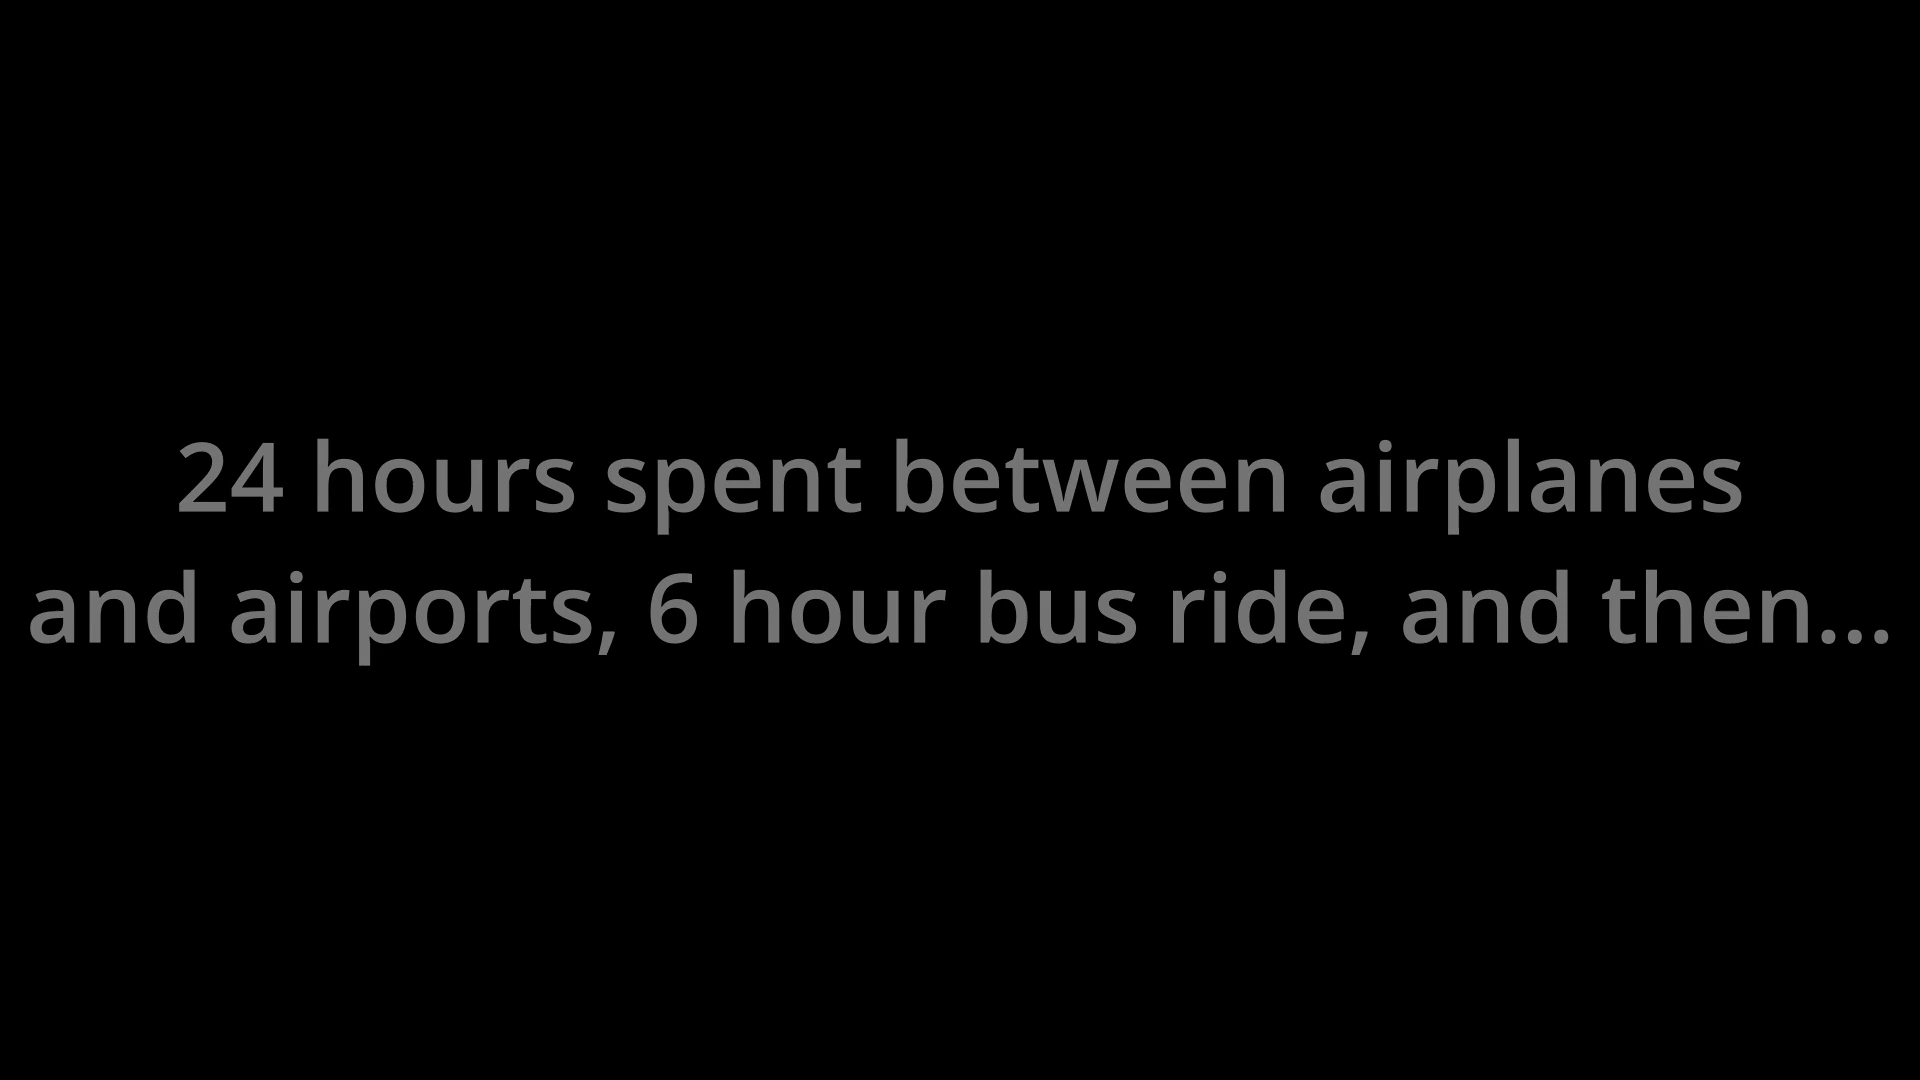 24 hours spent between airplanes
and airports, 6 hour bus ride, and then...